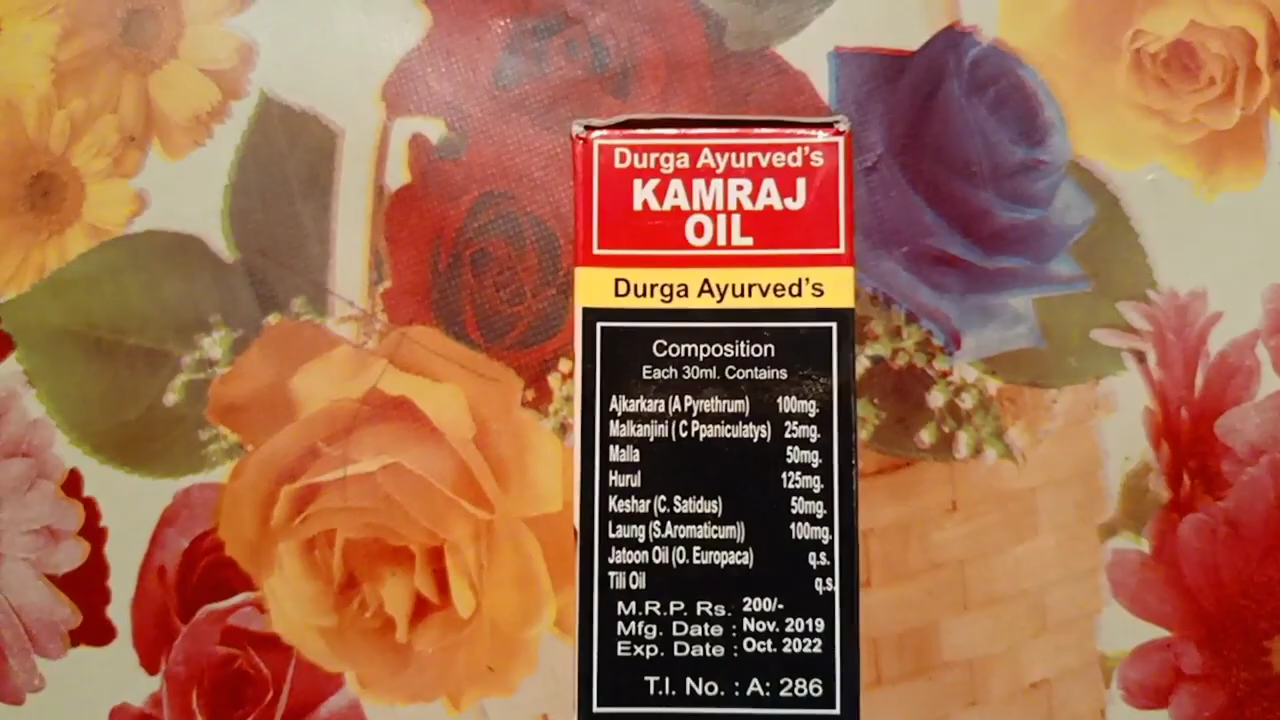 Durga Ayurved's
KAMRAJ
OIL
Durga Ayurved's
Composition
Each 30ml. Contains
Ajkarkara (A Pyrethrum) 100mg.
Malkanjini ( C Ppaniculatys) 25mg.
Malla 50mg.
Hurul 125mg.
Keshar (C. Satidus) 50mg.
Laung (S.Aromaticum)) 100mg.
Jatoon Oil (O. Europaca) q.s.
Tili Oil q.s.
M.R.P. Rs. 200/-
Mfg. Date : Nov. 2019
Exp. Date : Oct. 2022
T.I. No. : A: 286